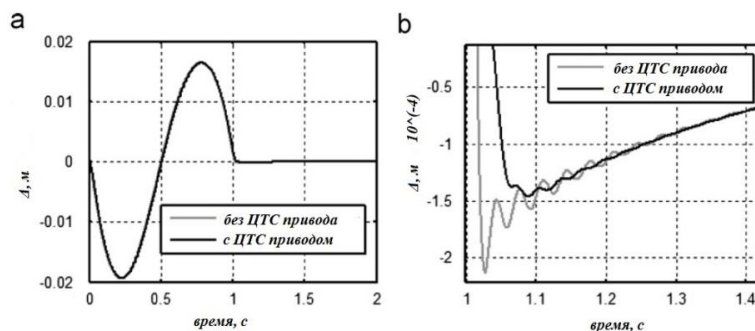 a
0.02
0.01
0
-0.01
-0.02
Δ, м
без ЦТС привода
с ЦТС приводом
0
0.5
1
1.5
2
время, с
b
-0.5
-1
-1.5
-2
Δ, м 10^(-4)
без ЦТС привода
с ЦТС приводом
1
1.1
1.2
1.3
1.4
время, с